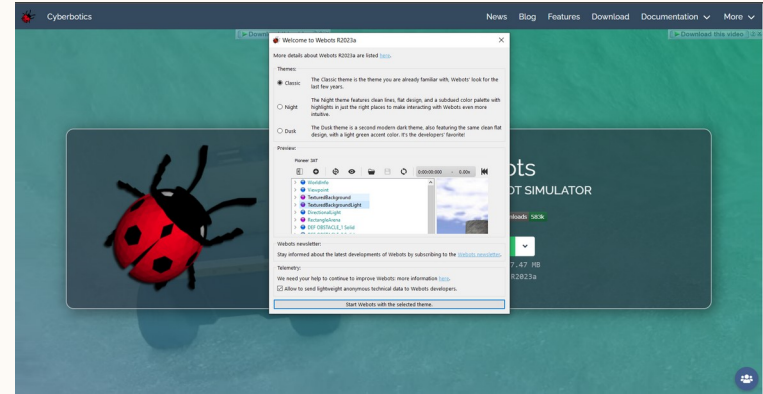 Cyberbotics
News Blog Features Download Documentation More
Download this video
Welcome to Webots R2023a
More details about Webots R2023a are listed here.
Themes:
Classic
The Classic theme is the theme you are already familiar with, Webots' look for the
last few years.
Night
The Night theme features clean lines, flat design, and a subdued color palette with
highlights in just the right places to make interacting with Webots even more
intuitive.
Dusk
The Dusk theme is a second modern dark theme, also featuring the same clean flat
design, with a light green accent color. It's the developers' favorite!
Preview:
Pioneer 3AT
0:00:00:000 - 0.00x
WorldInfo
Viewpoint
TexturedBackground
TexturedBackgroundLight
DirectionalLight
RectangleArena
DEF OBSTACLE_1 Solid
Webots newsletter:
Stay informed about the latest developments of Webots by subscribing to the Webots newsletter.
Telemetry:
We need your help to continue to improve Webots: more information here.
Allow to send lightweight anonymous technical data to Webots developers.
Start Webots with the selected theme.
ots
OT SIMULATOR
nloads 580k
7.47 MB
R2023a